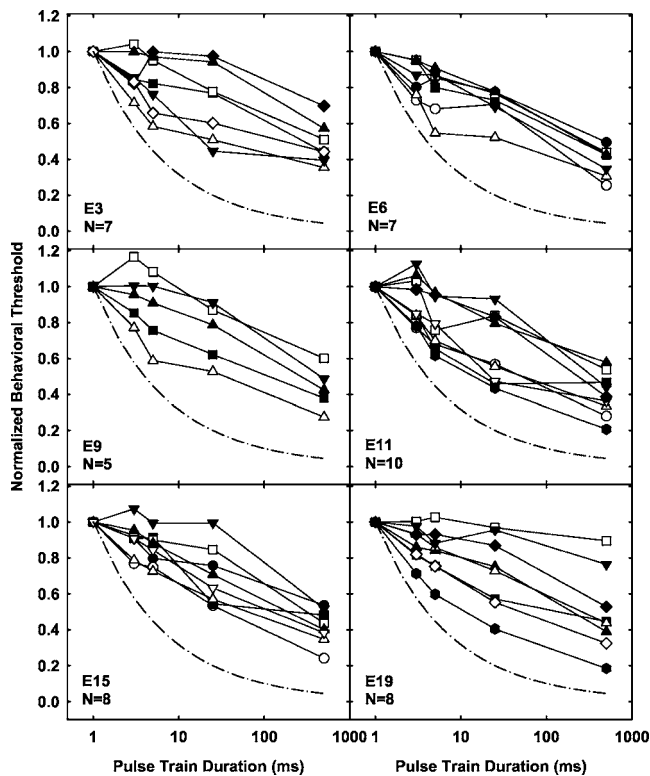 1.2
1.0
0.8
0.6
0.4
0.2
0.0
E3
N=7
E6
N=7
Normalized Behavioral Threshold
1.2
1.0
0.8
0.6
0.4
0.2
0.0
E9
N=5
E11
N=10
1.2
1.0
0.8
0.6
0.4
0.2
0.0
E15
N=8
E19
N=8
1 10 100 1000 1 10 100 1000
Pulse Train Duration (ms) Pulse Train Duration (ms)